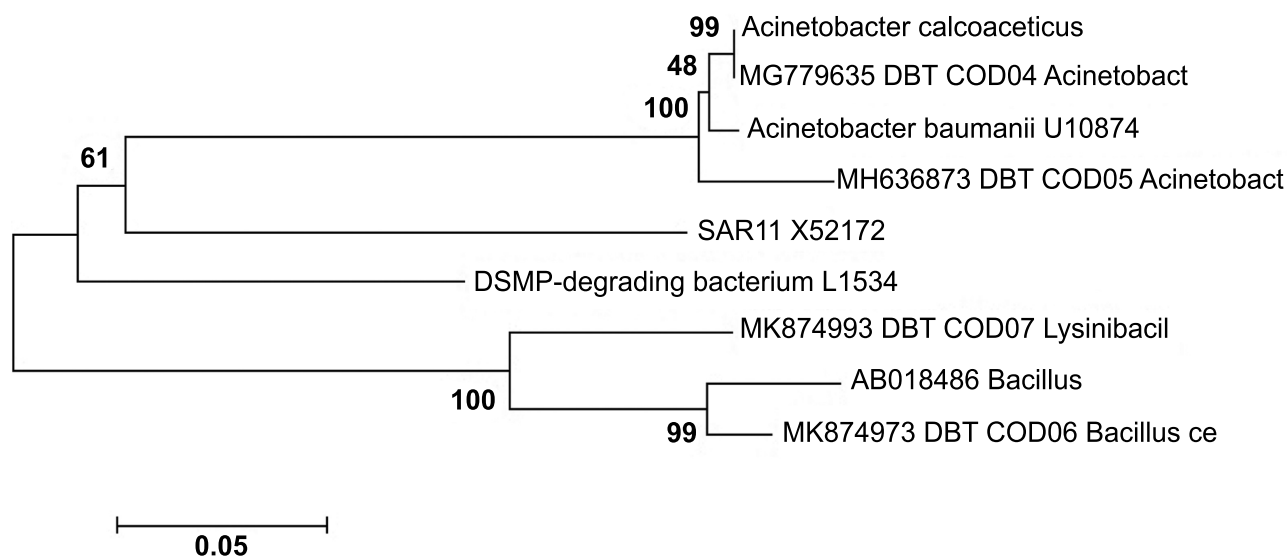 99 Acinetobacter calcoaceticus
48
MG779635 DBT COD04 Acinetobact
100
Acinetobacter baumanii U10874
61
MH636873 DBT COD05 Acinetobact
SAR11 X52172
DSMP-degrading bacterium L1534
MK874993 DBT COD07 Lysinibacil
AB018486 Bacillus
100
99
MK874973 DBT COD06 Bacillus ce
0.05